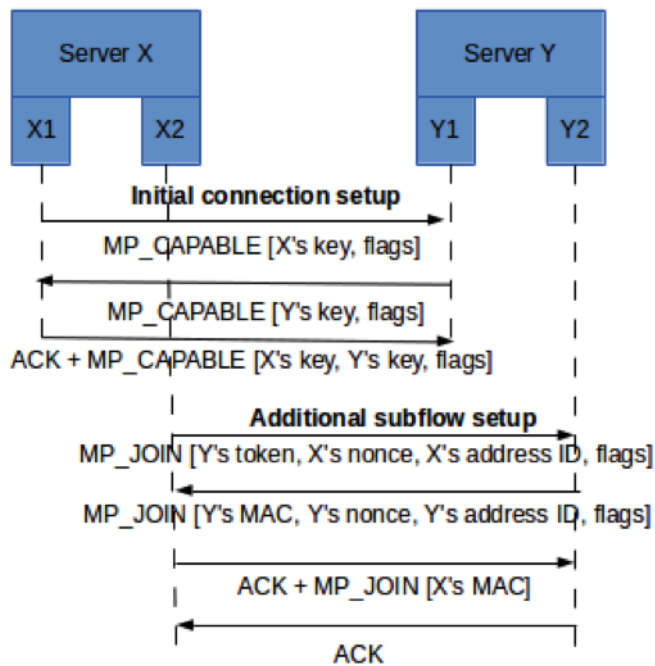 Server X
Server Y
X1
X2
Y1
Y2
Initial connection setup
MP_CAPABLE [X's key, flags]
MP_CAPABLE [Y's key, flags]
ACK + MP_CAPABLE [X's key, Y's key, flags]
Additional subflow setup
MP_JOIN [Y's token, X's nonce, X's address ID, flags]
MP_JOIN [Y's MAC, Y's nonce, Y's address ID, flags]
ACK + MP_JOIN [X's MAC]
ACK